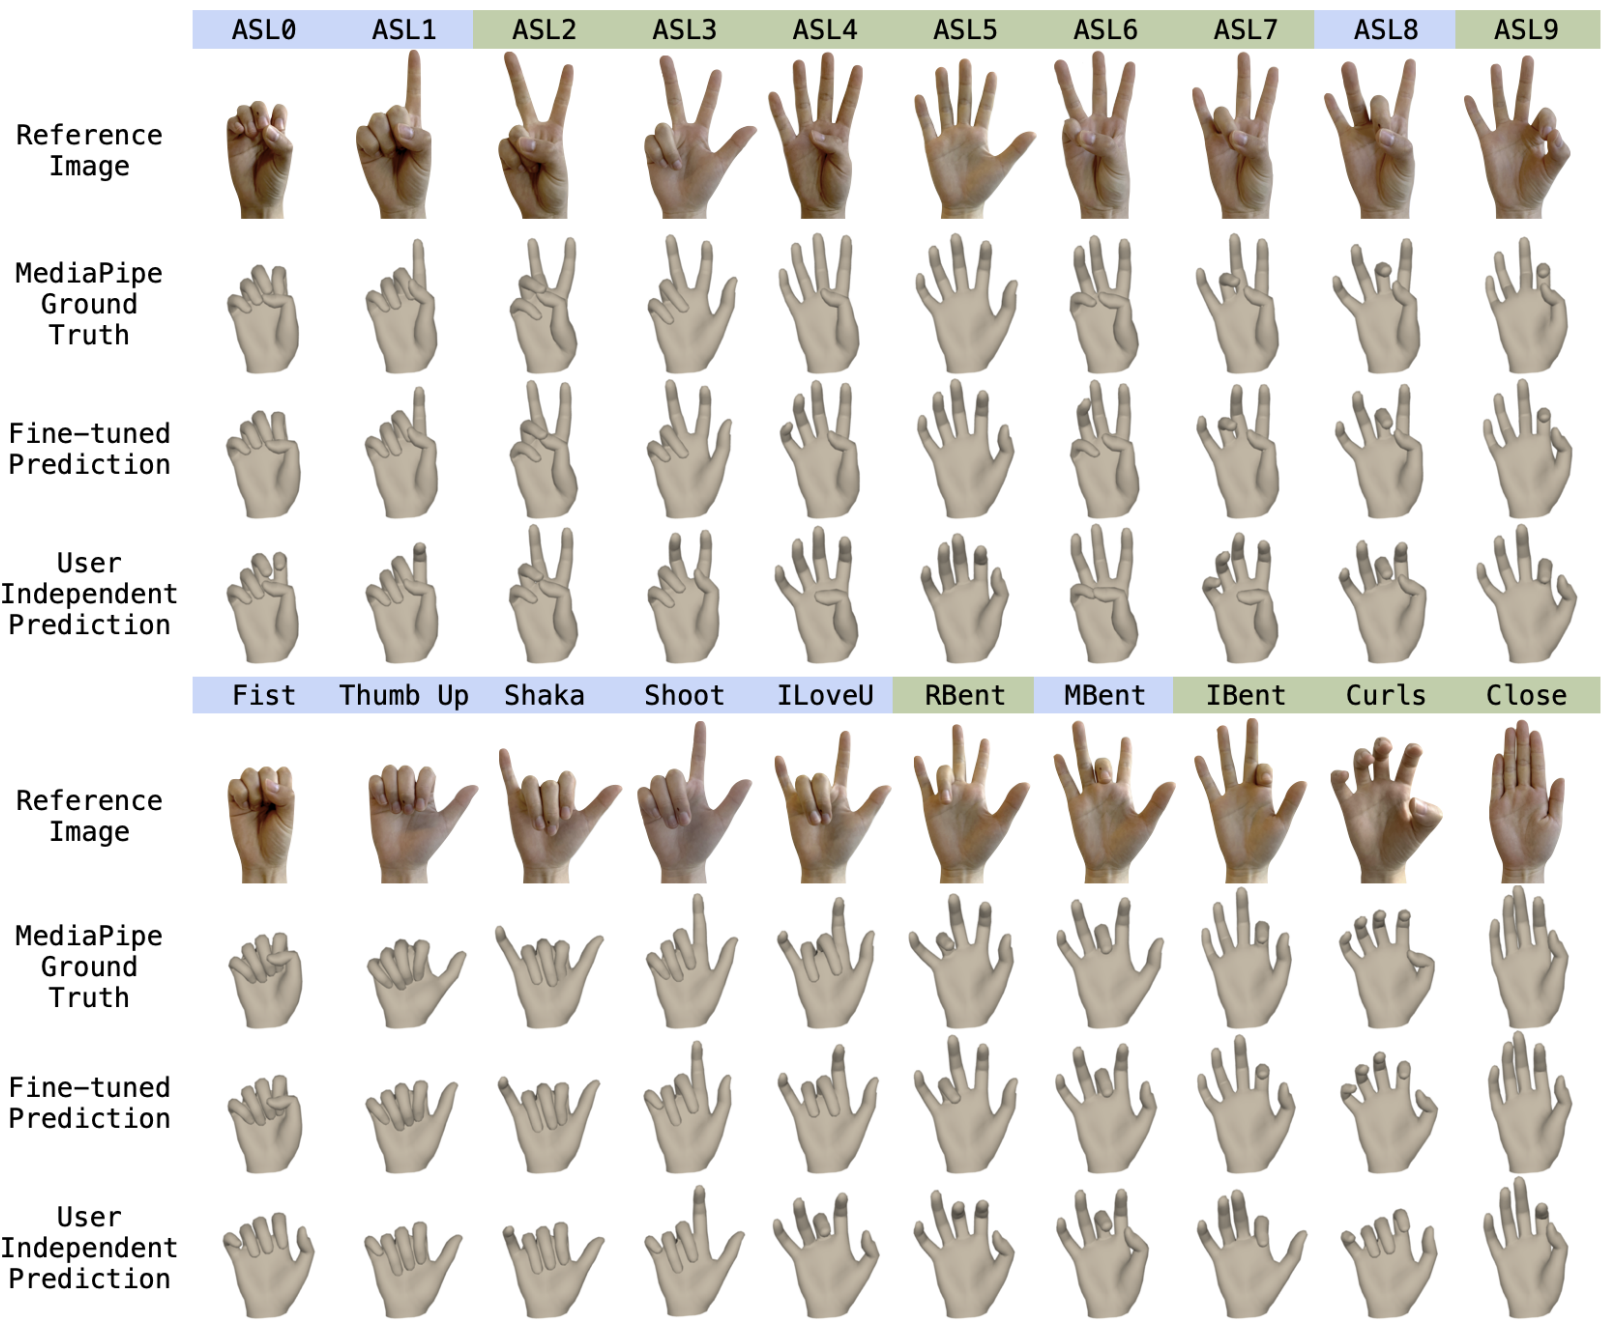 ASL0 ASL1 ASL2 ASL3 ASL4 ASL5 ASL6 ASL7 ASL8 ASL9
Reference
Image
MediaPipe
Ground
Truth
Fine-tuned
Prediction
User
Independent
Prediction
Fist Thumb Up Shaka Shoot ILoveU RBent MBent IBent Curls Close
Reference
Image
MediaPipe
Ground
Truth
Fine-tuned
Prediction
User
Independent
Prediction